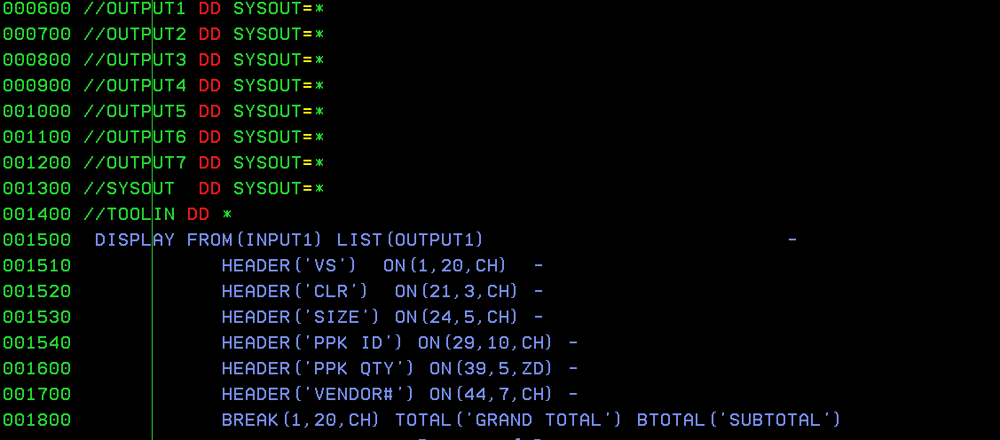 000600 //OUTPUT1 DD SYSOUT=*
000700 //OUTPUT2 DD SYSOUT=*
000800 //OUTPUT3 DD SYSOUT=*
000900 //OUTPUT4 DD SYSOUT=*
001000 //OUTPUT5 DD SYSOUT=*
001100 //OUTPUT6 DD SYSOUT=*
001200 //OUTPUT7 DD SYSOUT=*
001300 //SYSOUT  DD SYSOUT=*
001400 //TOOLIN DD *
001500  DISPLAY FROM(INPUT1) LIST(OUTPUT1)                          -
001510             HEADER('VS')  ON(1,20,CH)  -
001520             HEADER('CLR')  ON(21,3,CH) -
001530             HEADER('SIZE') ON(24,5,CH) -
001540             HEADER('PPK ID') ON(29,10,CH) -
001600             HEADER('PPK QTY') ON(39,5,ZD) -
001700             HEADER('VENDOR#') ON(44,7,CH) -
001800             BREAK(1,20,CH) TOTAL('GRAND TOTAL') BTOTAL('SUBTOTAL')